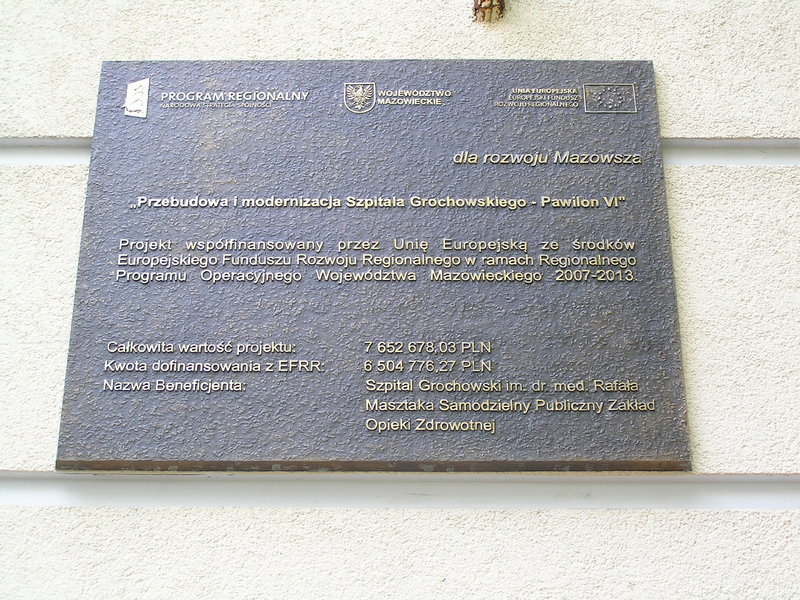 PROGRAM REGIONALNY
NARODOWA STRATEGIA SPÓJNOŚCI
WOJEWÓDZTWO
MAZOWIECKIE
UNIA EUROPEJSKA
EUROPEJSKI FUNDUSZ
ROZWOJU REGIONALNEGO
dla rozwoju Mazowsza
„Przebudowa i modernizacja Szpitala Grochowskiego - Pawilon VI"
Projekt współfinansowany przez Unię Europejską ze środków
Europejskiego Funduszu Rozwoju Regionalnego w ramach Regionalnego
Programu Operacyjnego Województwa Mazowieckiego 2007-2013
Całkowita wartość projektu: 7 652 678,03 PLN
Kwota dofinansowania z EFRR: 6 504 776,27 PLN
Nazwa Beneficjenta: Szpital Grochowski im. dr med. Rafała
Masztaka Samodzielny Publiczny Zakład
Opieki Zdrowotnej